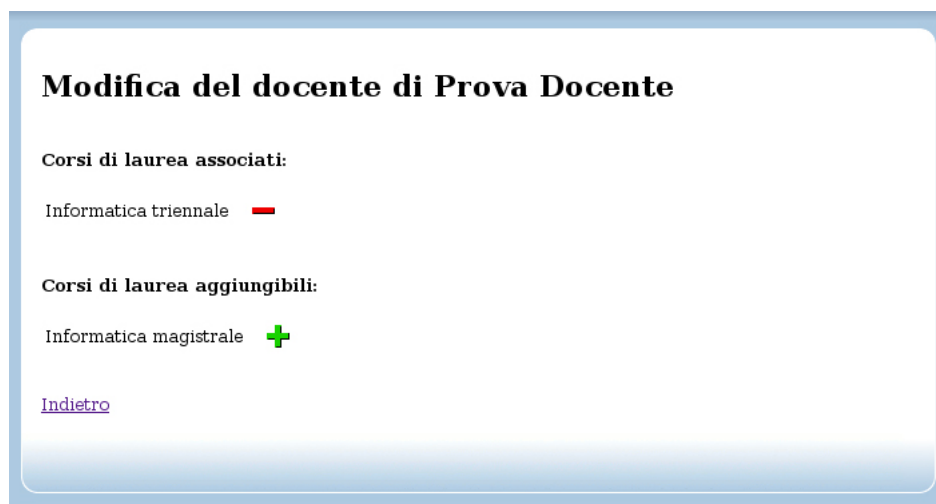 Modifica del docente di Prova Docente
Corsi di laurea associati:
Informatica triennale
Corsi di laurea aggiungibili:
Informatica magistrale
Indietro